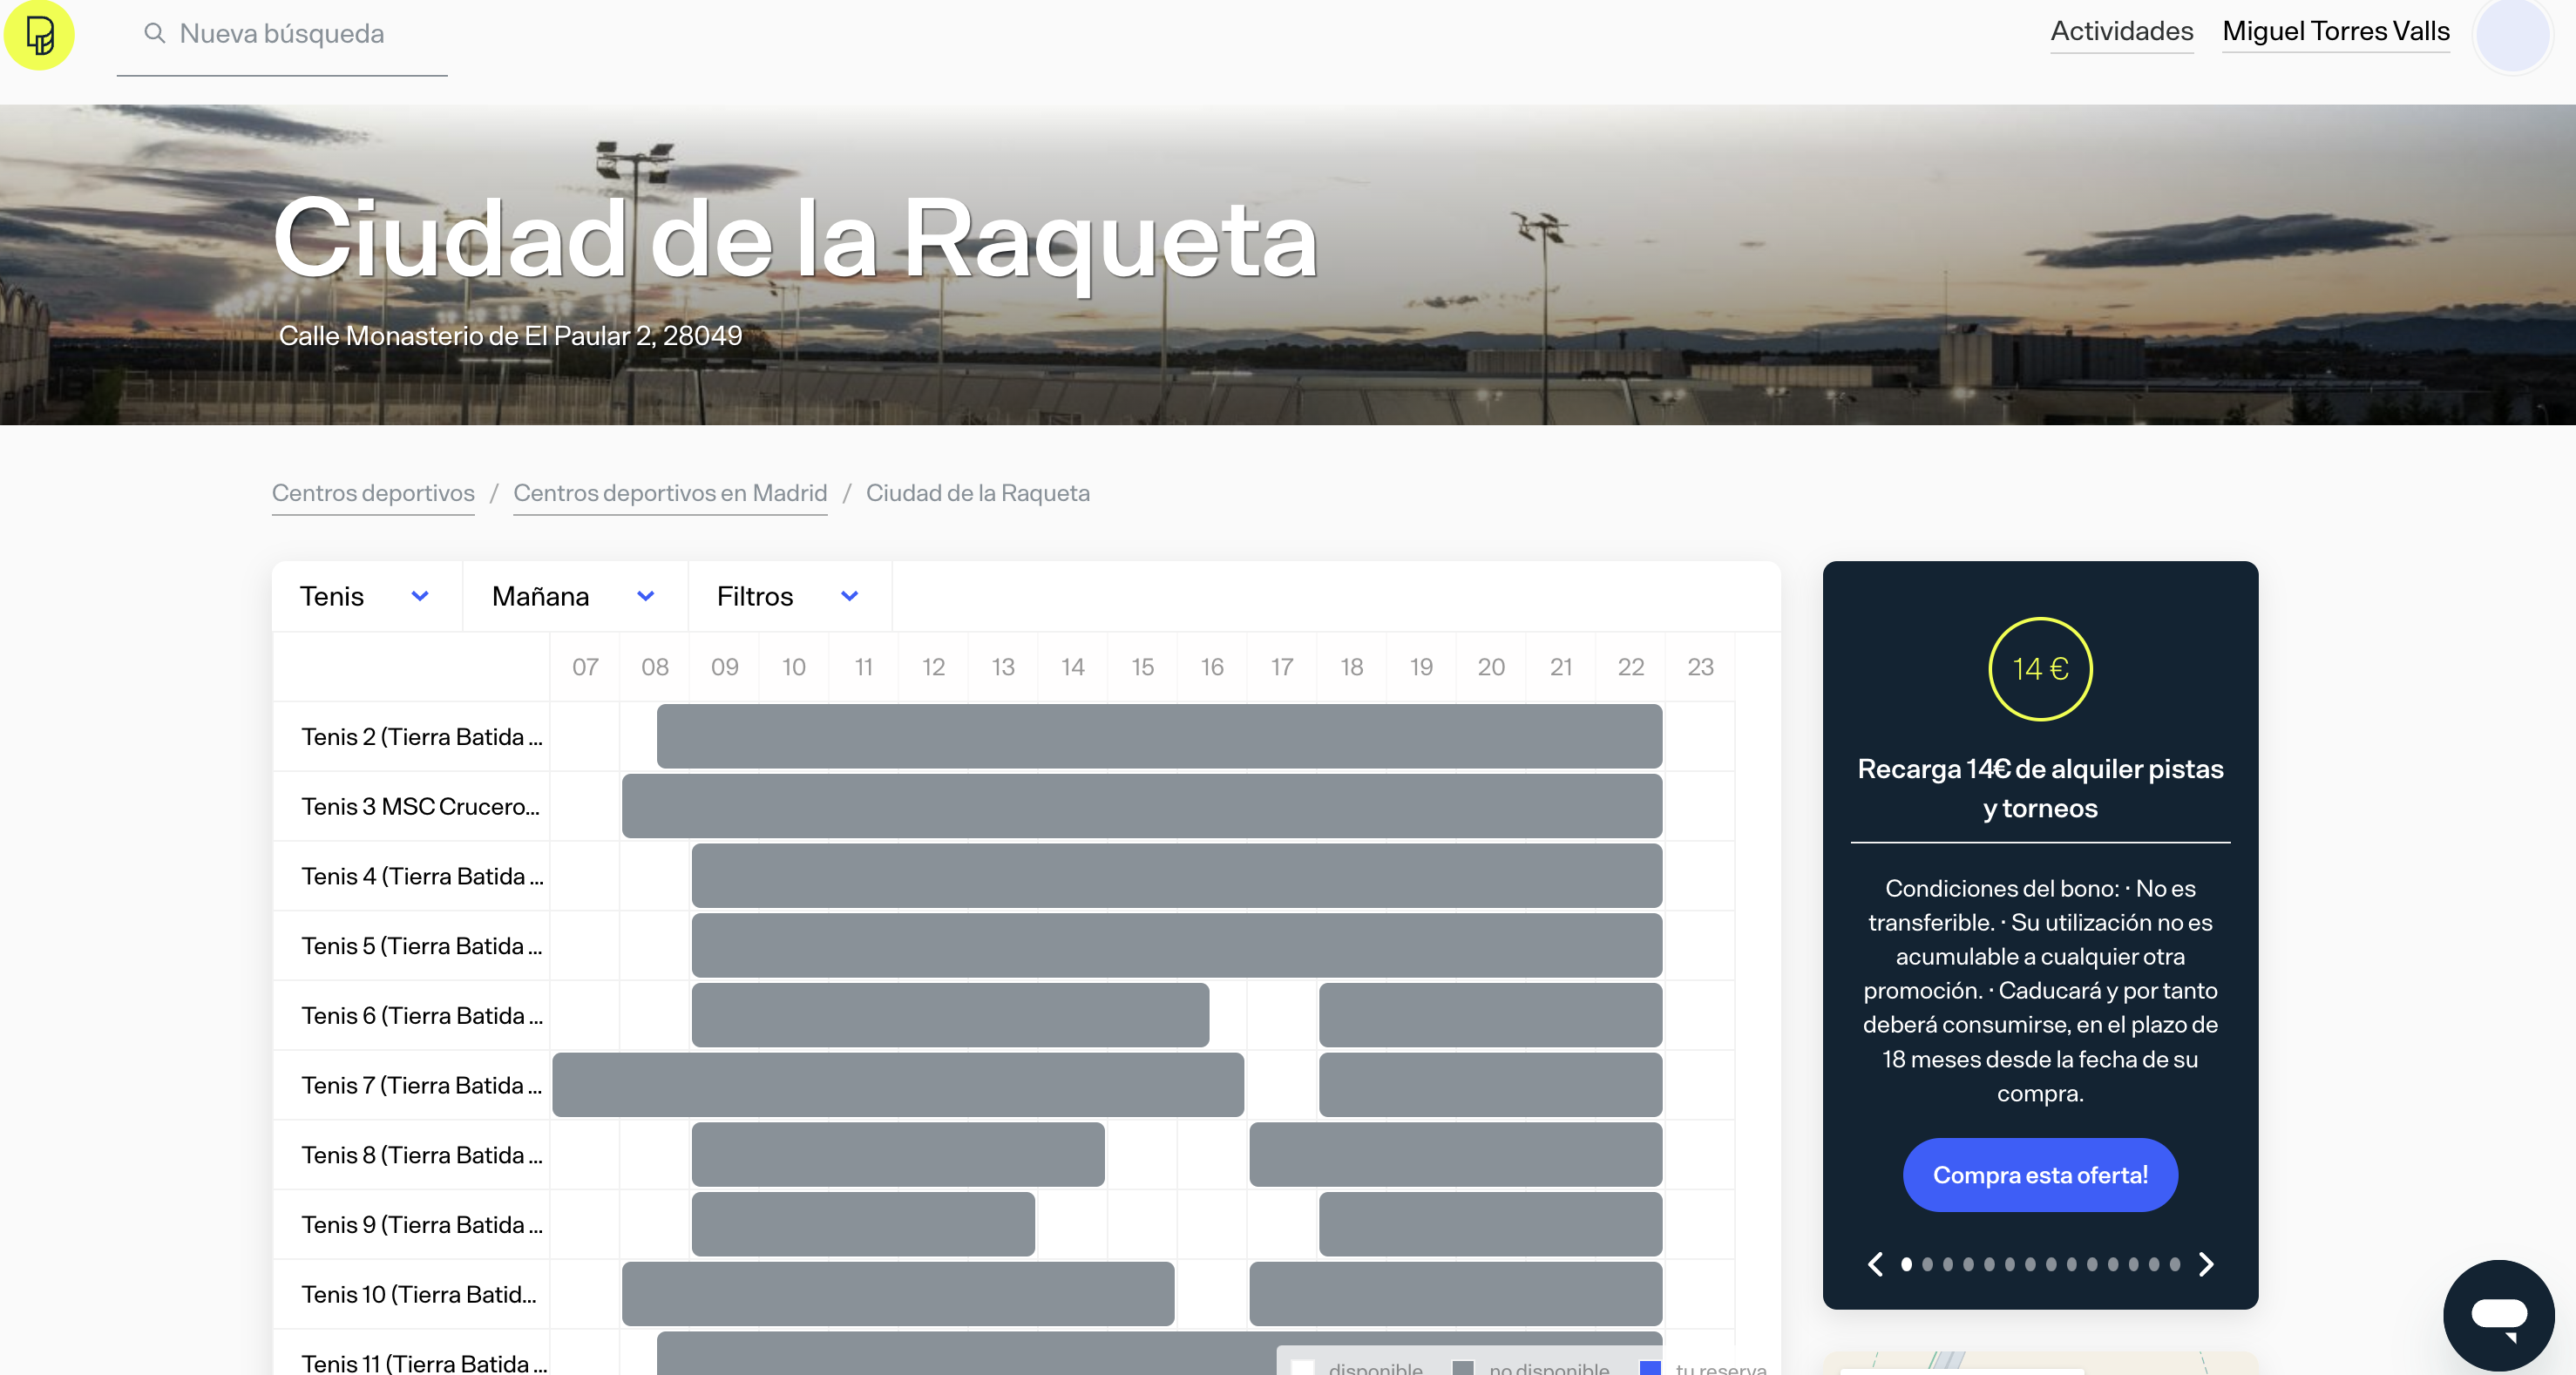 Nueva búsqueda
Actividades
Miguel Torres Valls
Ciudad de la Raqueta
Calle Monasterio de El Paular 2, 28049
Centros deportivos / Centros deportivos en Madrid / Ciudad de la Raqueta
Tenis
Mañana
Filtros
07 08 09 10 11 12 13 14 15 16 17 18 19 20 21 22 23
Tenis 2 (Tierra Batida ...
Tenis 3 MSC Crucero...
Tenis 4 (Tierra Batida ...
Tenis 5 (Tierra Batida ...
Tenis 6 (Tierra Batida ...
Tenis 7 (Tierra Batida ...
Tenis 8 (Tierra Batida ...
Tenis 9 (Tierra Batida ...
Tenis 10 (Tierra Batid...
Tenis 11 (Tierra Batida ...
disponible
no disponible
tu reserva
14 €
Recarga 14€ de alquiler pistas
y torneos
Condiciones del bono: · No es
transferible. · Su utilización no es
acumulable a cualquier otra
promoción. · Caducará y por tanto
deberá consumirse, en el plazo de
18 meses desde la fecha de su
compra.
Compra esta oferta!